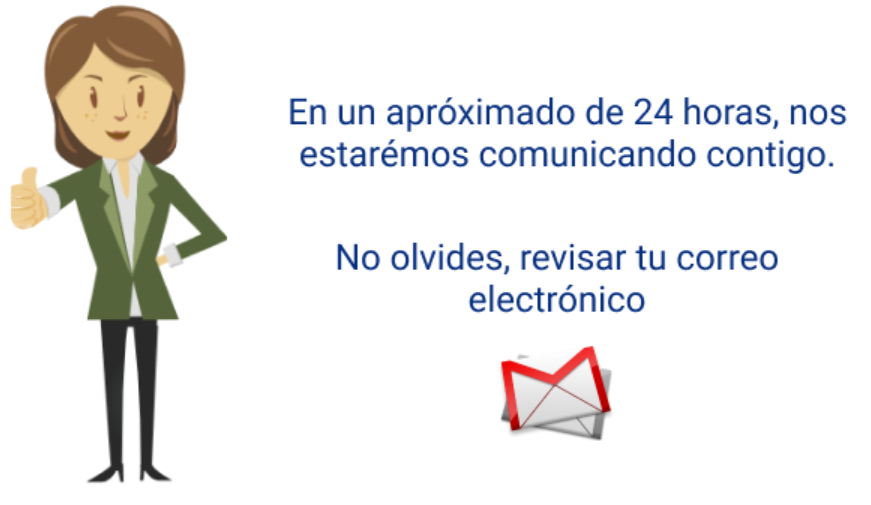 En un apróximado de 24 horas, nos
estarémos comunicando contigo.
No olvides, revisar tu correo
electrónico